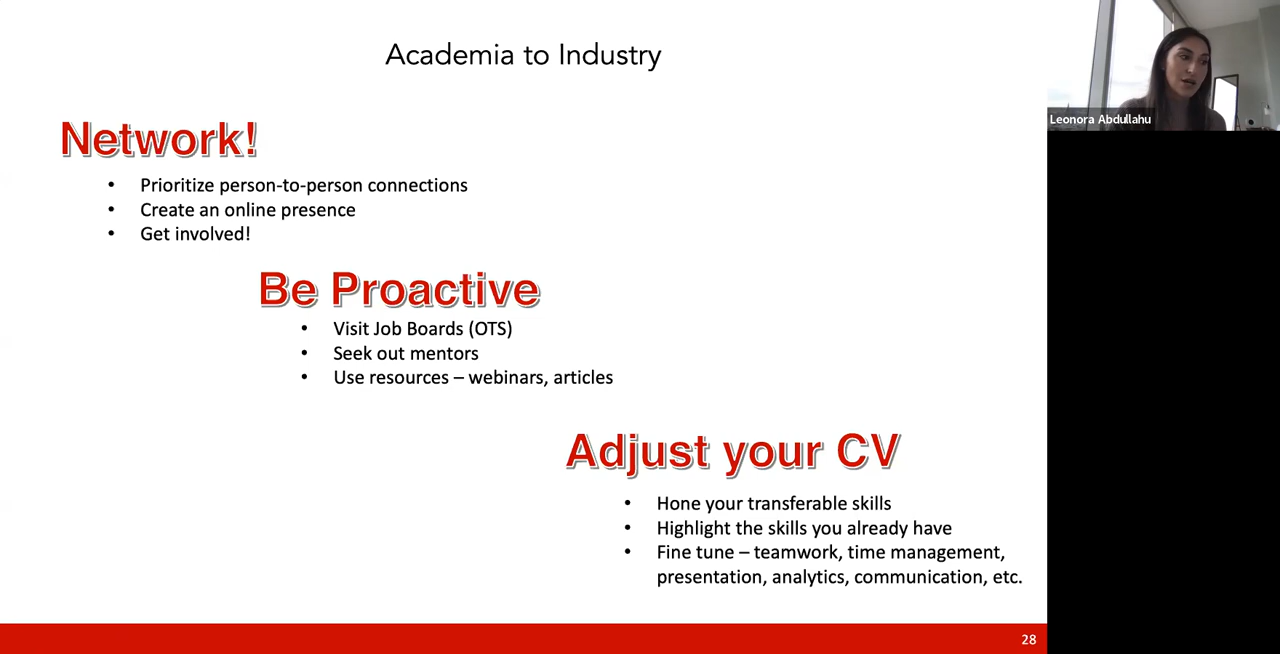 Academia to Industry
Leonora Abdullahu
Network!
• Prioritize person-to-person connections
• Create an online presence
• Get involved!
Be Proactive
• Visit Job Boards (OTS)
• Seek out mentors
• Use resources – webinars, articles
Adjust your CV
• Hone your transferable skills
• Highlight the skills you already have
• Fine tune – teamwork, time management,
presentation, analytics, communication, etc.
28